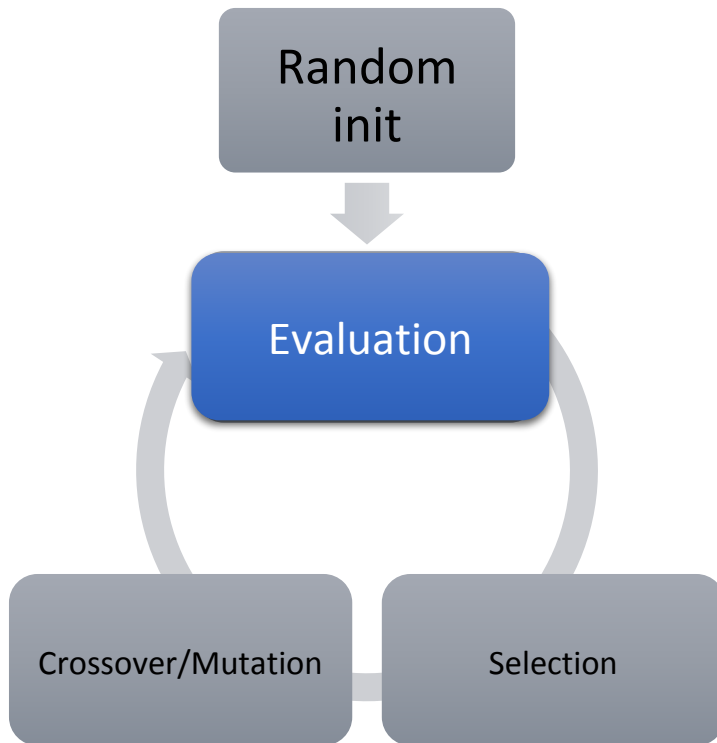 Random
init
Evaluation
Crossover/Mutation
Selection